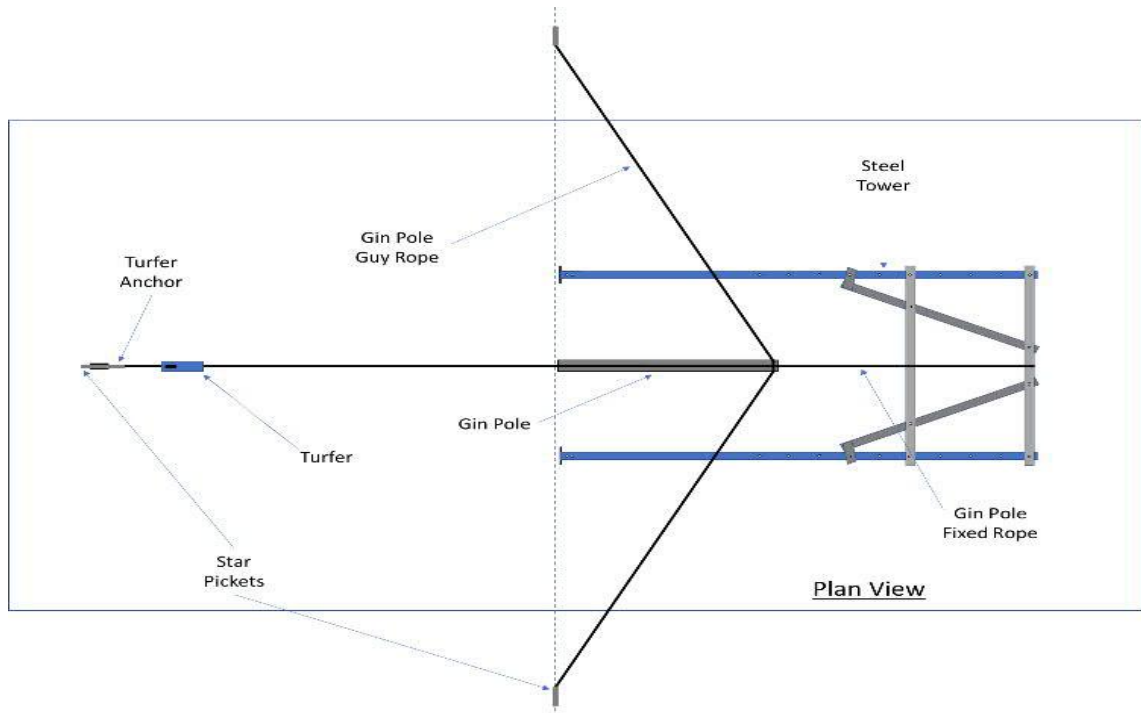 Steel
Tower
Gin Pole
Guy Rope
Turfer
Anchor
Gin Pole
Turfer
Gin Pole
Fixed Rope
Star
Pickets
Plan View